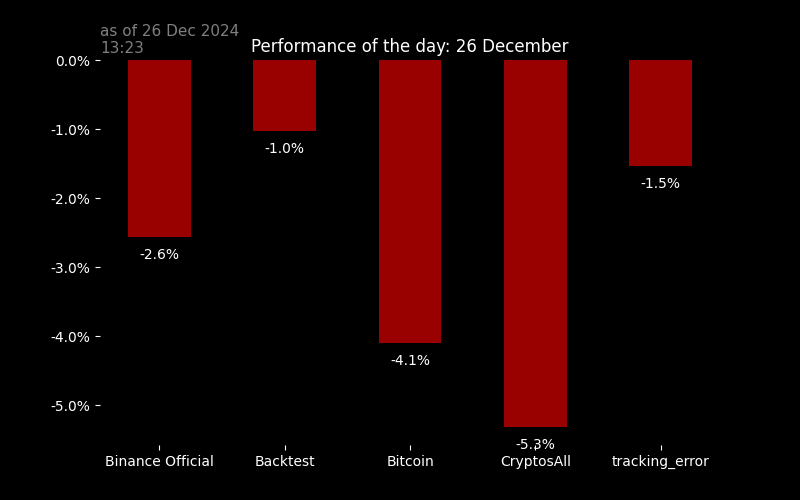 as of 26 Dec 2024
13:23
Performance of the day: 26 December
0.0%
-1.0%
-2.0%
-3.0%
-4.0%
-5.0%
-2.6%
-1.0%
-4.1%
-5.3%
-1.5%
Binance Official
Backtest
Bitcoin
CryptosAll
tracking_error